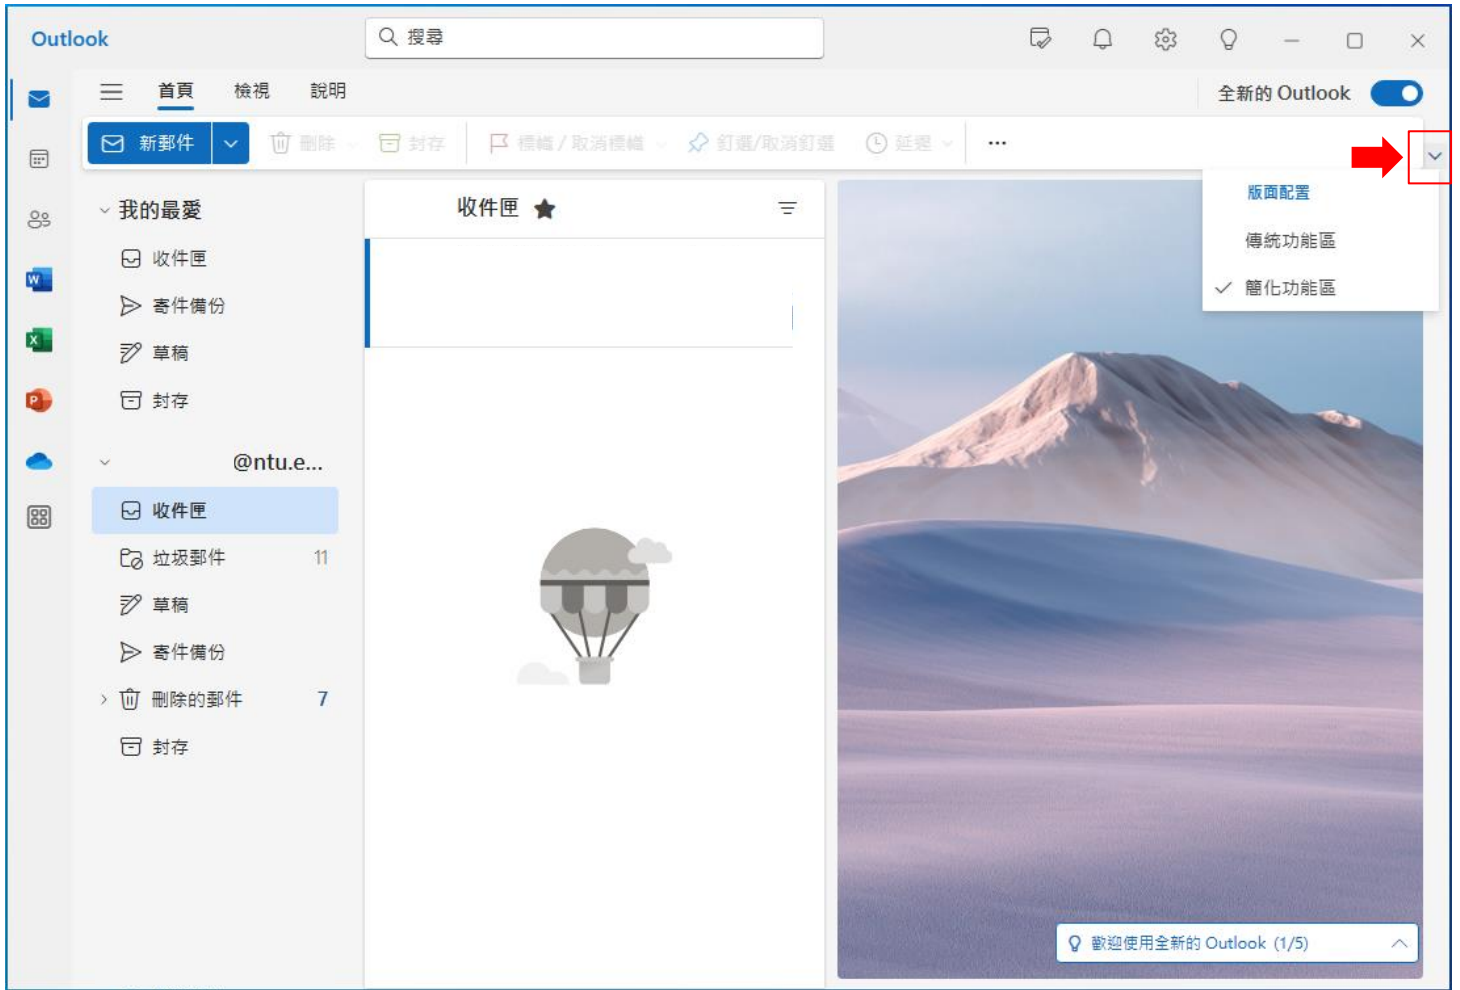 Outlook
搜尋
首頁 檢視 說明
全新的 Outlook
新郵件 刪除 封存 標幟 / 取消標幟 釘選/取消釘選 延遲 ...
版面配置
傳統功能區
簡化功能區
我的最愛
收件匣
寄件備份
草稿
封存
@ntu.e...
收件匣
垃圾郵件 11
草稿
寄件備份
刪除的郵件 7
封存
收件匣
歡迎使用全新的 Outlook (1/5)